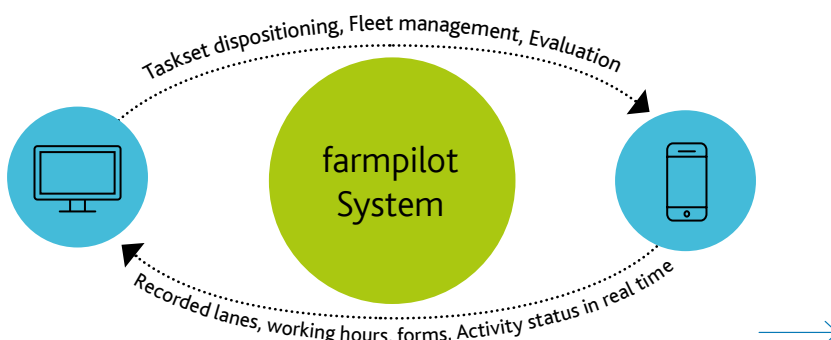 Taskset dispositioning, Fleet management, Evaluation
farmpilot
System
Recorded lanes, working hours, forms. Activity status in real time